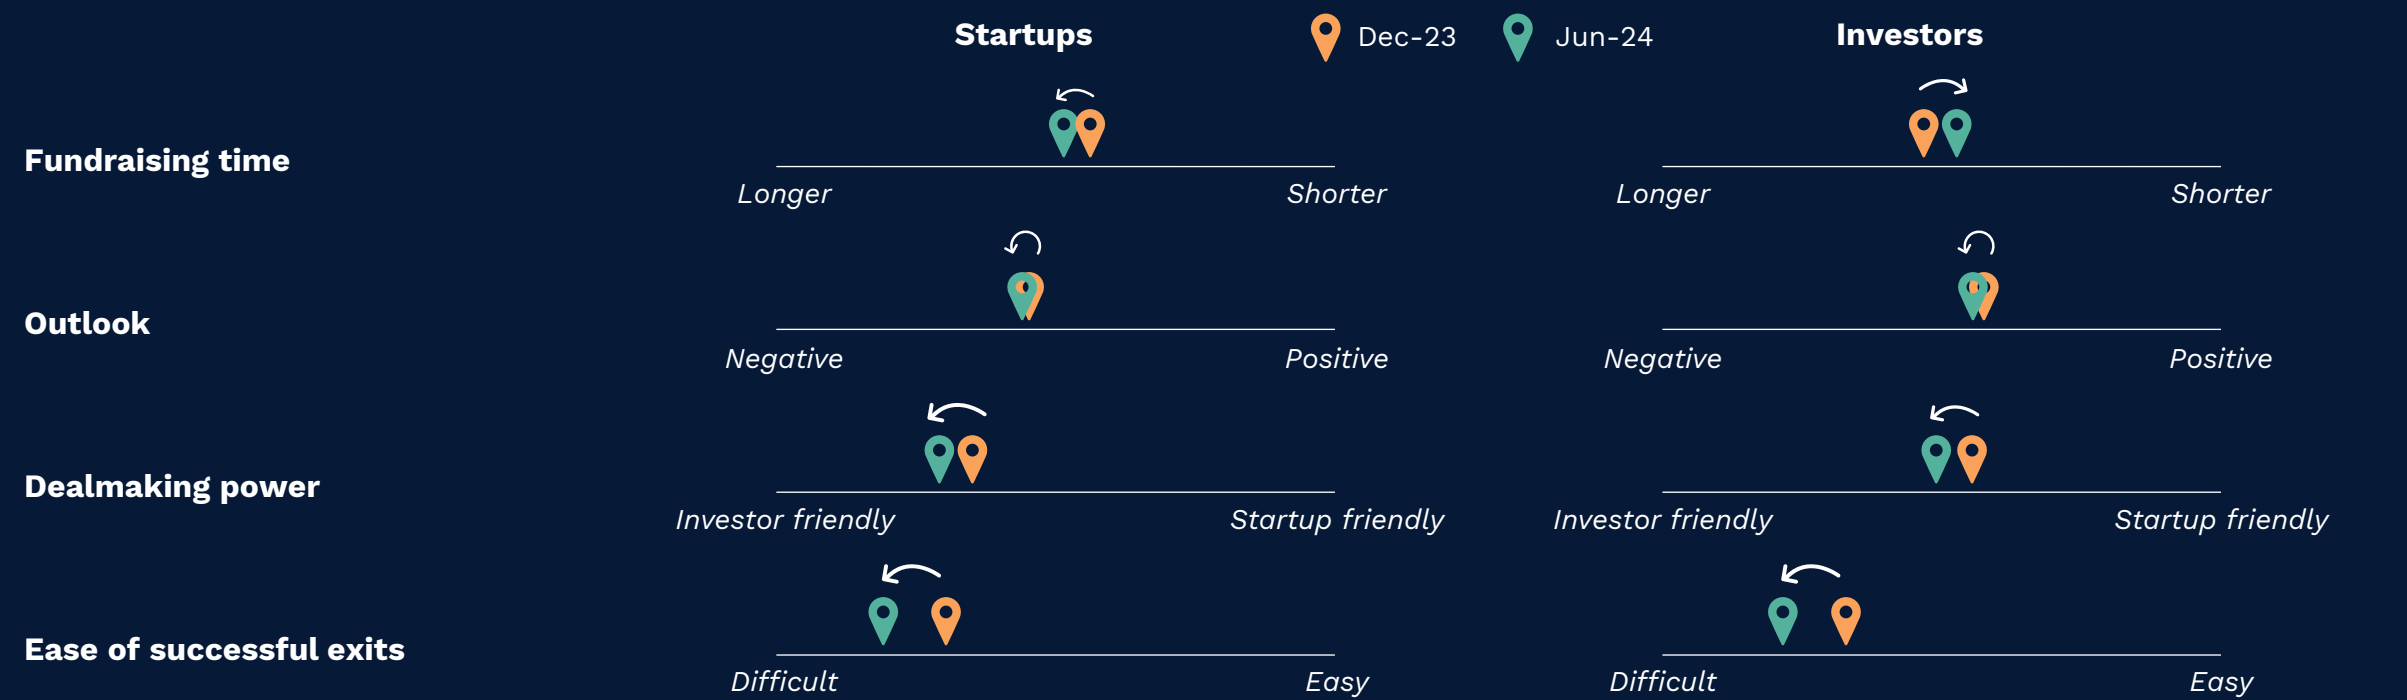 Startups
Dec-23
Jun-24
Investors
Fundraising time
Longer
Shorter
Longer
Shorter
Outlook
Negative
Positive
Negative
Positive
Dealmaking power
Investor friendly
Startup friendly
Investor friendly
Startup friendly
Ease of successful exits
Difficult
Easy
Difficult
Easy